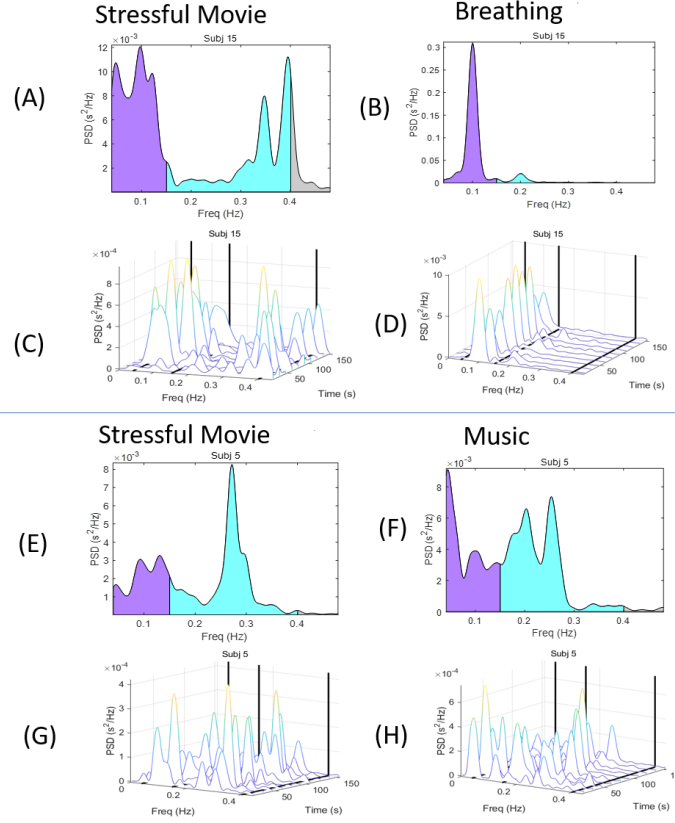 Stressful Movie
Breathing
(A)
×10⁻³
Subj 15
12
10
8
6
4
2
PSD (s²/Hz)
0.1
0.2
0.3
0.4
Freq (Hz)
(B)
Subj 15
0.3
0.25
0.2
0.15
0.1
0.05
0
PSD (s²/Hz)
0.1
0.2
0.3
0.4
Freq (Hz)
(C)
Subj 15
×10⁻⁴
8
6
4
2
0
PSD (s²/Hz)
0
0.1
0.2
0.3
0.4
Freq (Hz)
50
100
150
Time (s)
(D)
Subj 15
×10⁻³
10
5
0
PSD (s²/Hz)
0
0.1
0.2
0.3
0.4
Freq (Hz)
50
100
150
Time (s)
Stressful Movie
Music
(E)
×10⁻³
Subj 5
8
7
6
5
4
3
2
1
PSD (s²/Hz)
0.1
0.2
0.3
0.4
Freq (Hz)
(F)
×10⁻³
Subj 5
8
6
4
2
0
PSD (s²/Hz)
0.1
0.2
0.3
0.4
Freq (Hz)
(G)
Subj 5
×10⁻⁴
4
3
2
1
0
PSD (s²/Hz)
0
0.2
0.4
Freq (Hz)
50
100
150
Time (s)
(H)
Subj 5
×10⁻⁴
6
4
2
0
PSD (s²/Hz)
0
0.2
0.4
Freq (Hz)
50
100
Time (s)